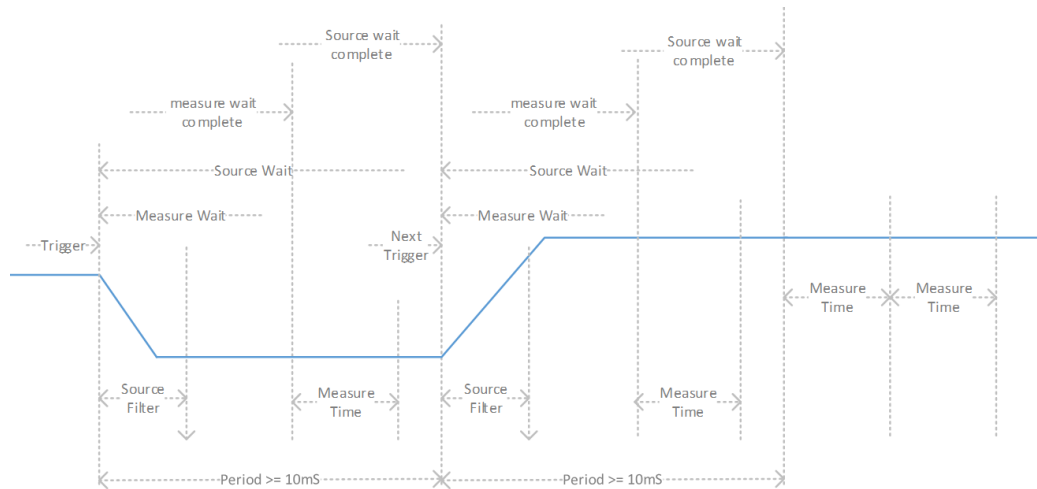 Source wait
complete
Source wait
complete
measure wait
complete
measure wait
complete
Source Wait
Source Wait
Measure Wait
Measure Wait
Trigger
Next
Trigger
Measure
Time
Measure
Time
Source
Filter
Measure
Time
Source
Filter
Measure
Time
Period >= 10mS
Period >= 10mS